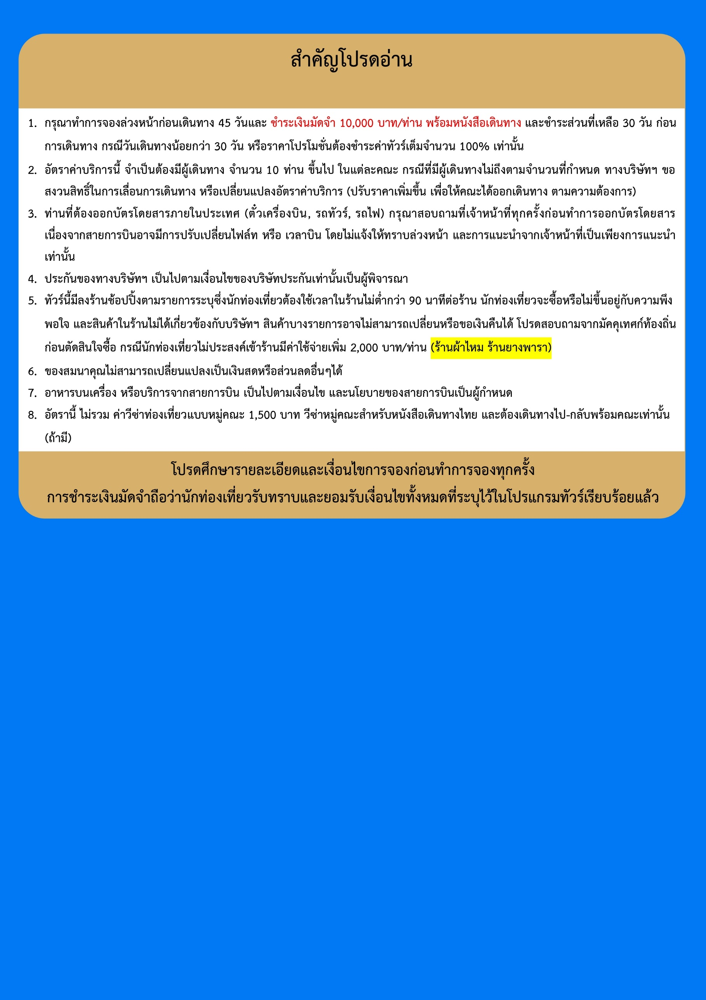 สำคัญโปรดอ่าน
1. กรุณาทำการจองล่วงหน้าก่อนเดินทาง 45 วันและ ชำระเงินมัดจำ 10,000 บาท/ท่าน พร้อมหนังสือเดินทาง และชำระส่วนที่เหลือ 30 วัน ก่อน
การเดินทาง กรณีวันเดินทางน้อยกว่า 30 วัน หรือราคาโปรโมชั่นต้องชำระค่าทัวร์เต็มจำนวน 100% เท่านั้น
2. อัตราค่าบริการนี้ จำเป็นต้องมีผู้เดินทาง จำนวน 10 ท่าน ขึ้นไป ในแต่ละคณะ กรณีที่มีผู้เดินทางไม่ถึงตามจำนวนที่กำหนด ทางบริษัทฯ ขอ
สงวนสิทธิ์ในการเลื่อนการเดินทาง หรือเปลี่ยนแปลงอัตราค่าบริการ (ปรับราคาเพิ่มขึ้น เพื่อให้คณะได้ออกเดินทาง ตามความต้องการ)
3. ท่านที่ต้องออกบัตรโดยสารภายในประเทศ (ตั๋วเครื่องบิน, รถทัวร์, รถไฟ) กรุณาสอบถามที่เจ้าหน้าที่ทุกครั้งก่อนทำการออกบัตรโดยสาร
เนื่องจากสายการบินอาจมีการปรับเปลี่ยนไฟล์ท หรือ เวลาบิน โดยไม่แจ้งให้ทราบล่วงหน้า และการแนะนำจากเจ้าหน้าที่เป็นเพียงการแนะนำ
เท่านั้น
4. ประกันของทางบริษัทฯ เป็นไปตามเงื่อนไขของบริษัทประกันเท่านั้นเป็นผู้พิจารณา
5. ทัวร์นี้มีลงร้านช้อปปิ้งตามรายการระบุซึ่งนักท่องเที่ยวต้องใช้เวลาในร้านไม่ต่ำกว่า 90 นาทีต่อร้าน นักท่องเที่ยวจะซื้อหรือไม่ขึ้นอยู่กับความพึง
พอใจ และสินค้าในร้านไม่ได้เกี่ยวข้องกับบริษัทฯ สินค้าบางรายการอาจไม่สามารถเปลี่ยนหรือขอเงินคืนได้ โปรดสอบถามจากมัคคุเทศก์ท้องถิ่น
ก่อนตัดสินใจซื้อ กรณีนักท่องเที่ยวไม่ประสงค์เข้าร้านมีค่าใช้จ่ายเพิ่ม 2,000 บาท/ท่าน (ร้านผ้าไหม ร้านยางพารา)
6. ของสมนาคุณไม่สามารถเปลี่ยนแปลงเป็นเงินสดหรือส่วนลดอื่นๆได้
7. อาหารบนเครื่อง หรือบริการจากสายการบิน เป็นไปตามเงื่อนไข และนโยบายของสายการบินเป็นผู้กำหนด
8. อัตรานี้ ไม่รวม ค่าวีซ่าท่องเที่ยวแบบหมู่คณะ 1,500 บาท วีซ่าหมู่คณะสำหรับหนังสือเดินทางไทย และต้องเดินทางไป-กลับพร้อมคณะเท่านั้น
(ถ้ามี)
โปรดศึกษารายละเอียดและเงื่อนไขการจองก่อนทำการจองทุกครั้ง
การชำระเงินมัดจำถือว่านักท่องเที่ยวรับทราบและยอมรับเงื่อนไขทั้งหมดที่ระบุไว้ในโปรแกรมทัวร์เรียบร้อยแล้ว